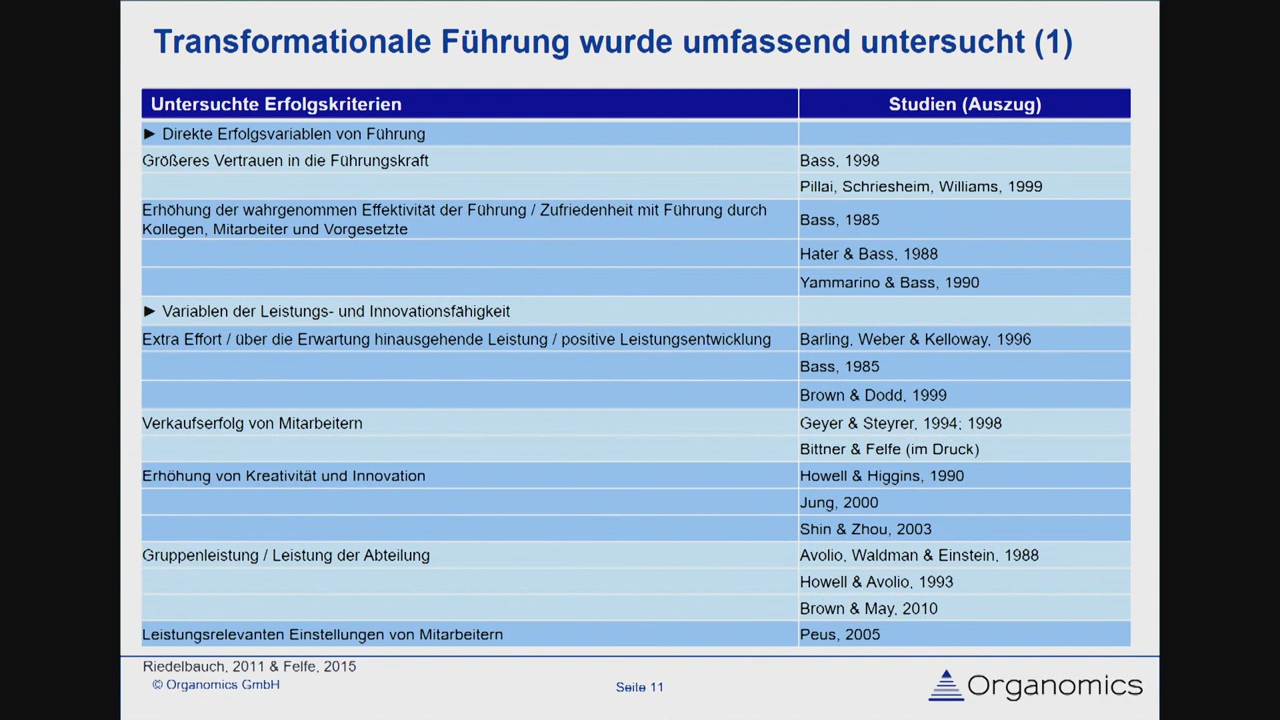 Transformationale Führung wurde umfassend untersucht (1)
Untersuchte Erfolgskriterien Studien (Auszug)
► Direkte Erfolgsvariablen von Führung
Größeres Vertrauen in die Führungskraft Bass, 1998
Pillai, Schriesheim, Williams, 1999
Erhöhung der wahrgenommen Effektivität der Führung / Zufriedenheit mit Führung durch
Kollegen, Mitarbeiter und Vorgesetzte Bass, 1985
Hater & Bass, 1988
Yammarino & Bass, 1990
► Variablen der Leistungs- und Innovationsfähigkeit
Extra Effort / über die Erwartung hinausgehende Leistung / positive Leistungsentwicklung Barling, Weber & Kelloway, 1996
Bass, 1985
Brown & Dodd, 1999
Verkaufserfolg von Mitarbeitern Geyer & Steyrer, 1994; 1998
Bittner & Felfe (im Druck)
Erhöhung von Kreativität und Innovation Howell & Higgins, 1990
Jung, 2000
Shin & Zhou, 2003
Gruppenleistung / Leistung der Abteilung Avolio, Waldman & Einstein, 1988
Howell & Avolio, 1993
Brown & May, 2010
Leistungsrelevanten Einstellungen von Mitarbeitern Peus, 2005
Riedelbauch, 2011 & Felfe, 2015
© Organomics GmbH
Seite 11
Organomics